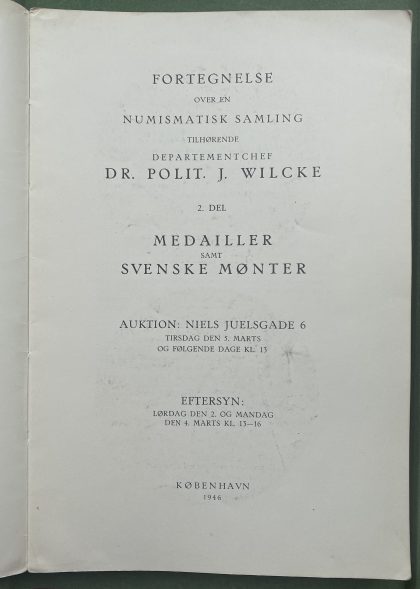 FORTEGNELSE
OVER EN
NUMISMATISK SAMLING
TILHØRENDE
DEPARTEMENTCHEF
DR. POLIT. J. WILCKE
2. DEL
MEDAILLER
SAMT
SVENSKE MØNTER
AUKTION: NIELS JUELSGADE 6
TIRSDAG DEN 5. MARTS
OG FØLGENDE DAGE KL. 13
EFTERSYN:
LØRDAG DEN 2. OG MANDAG
DEN 4. MARTS KL. 13—16
KØBENHAVN
1946